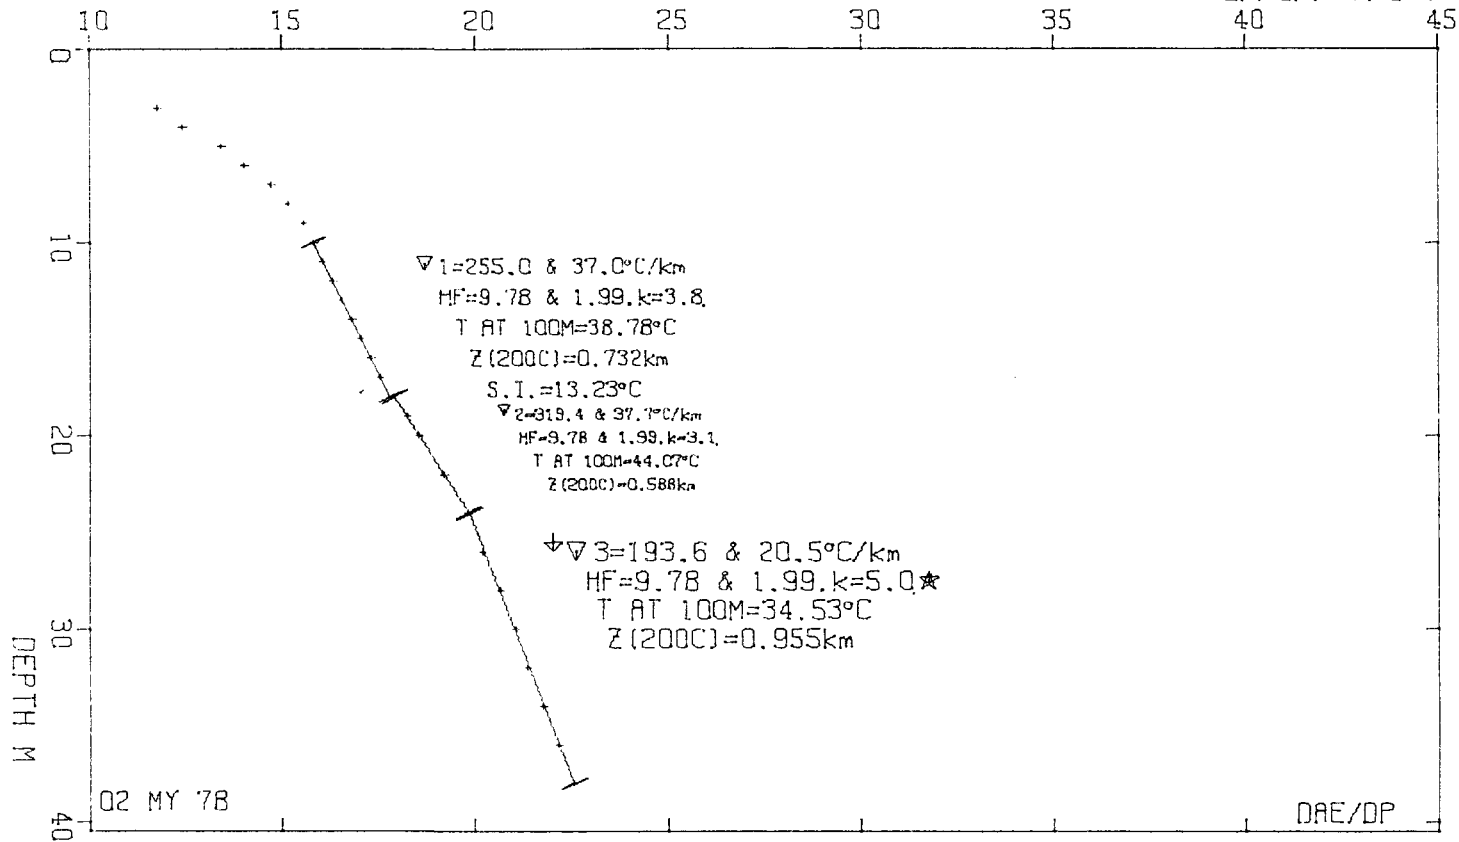 10 15 20 25 30 35 40 45
0
10
20
30
40
DEPTH M
▽1=255.0 & 37.0°C/km
HF=9.78 & 1.99.k=3.8.
T AT 100M=38.78°C
Z(200C)=0.732km
S.I.=13.23°C
▽2=319.4 & 37.7°C/km
HF=9.78 & 1.99.k=3.1.
T AT 100M=44.07°C
Z(200C)=0.588km
▽3=193.6 & 20.5°C/km
HF=9.78 & 1.99.k=5.0.★
T AT 100M=34.53°C
Z(200C)=0.955km
02 MY 78
DAE/DP